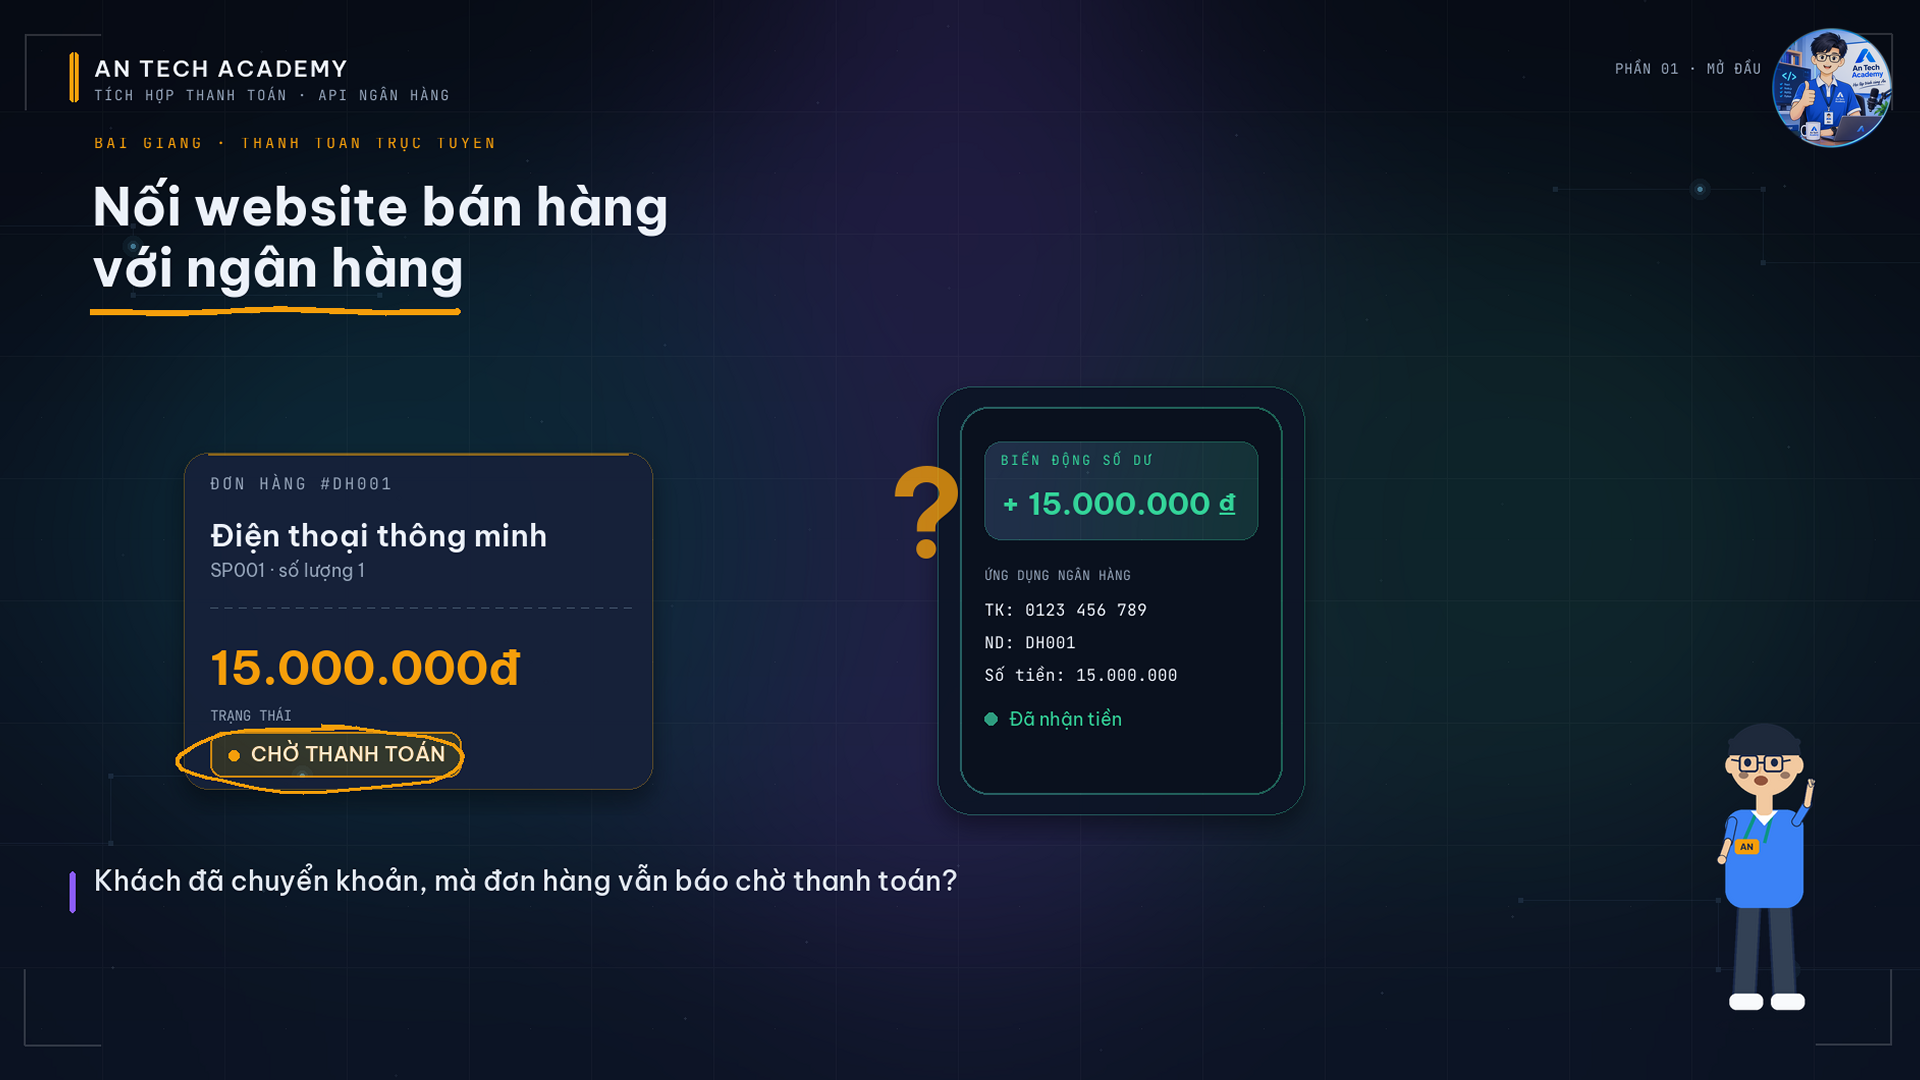 AN TECH ACADEMY
TÍCH HỢP THANH TOÁN · API NGÂN HÀNG
PHẦN 01 · MỞ ĐẦU
An Tech
Academy
BÀI GIẢNG · THANH TOÁN TRỰC TUYẾN
Nối website bán hàng
với ngân hàng
ĐƠN HÀNG #DH001
Điện thoại thông minh
SP001 · số lượng 1
15.000.000đ
TRẠNG THÁI
CHỜ THANH TOÁN
?
BIẾN ĐỘNG SỐ DƯ
+ 15.000.000 đ
ỨNG DỤNG NGÂN HÀNG
TK: 0123 456 789
ND: DH001
Số tiền: 15.000.000
Đã nhận tiền
Khách đã chuyển khoản, mà đơn hàng vẫn báo chờ thanh toán?
AN